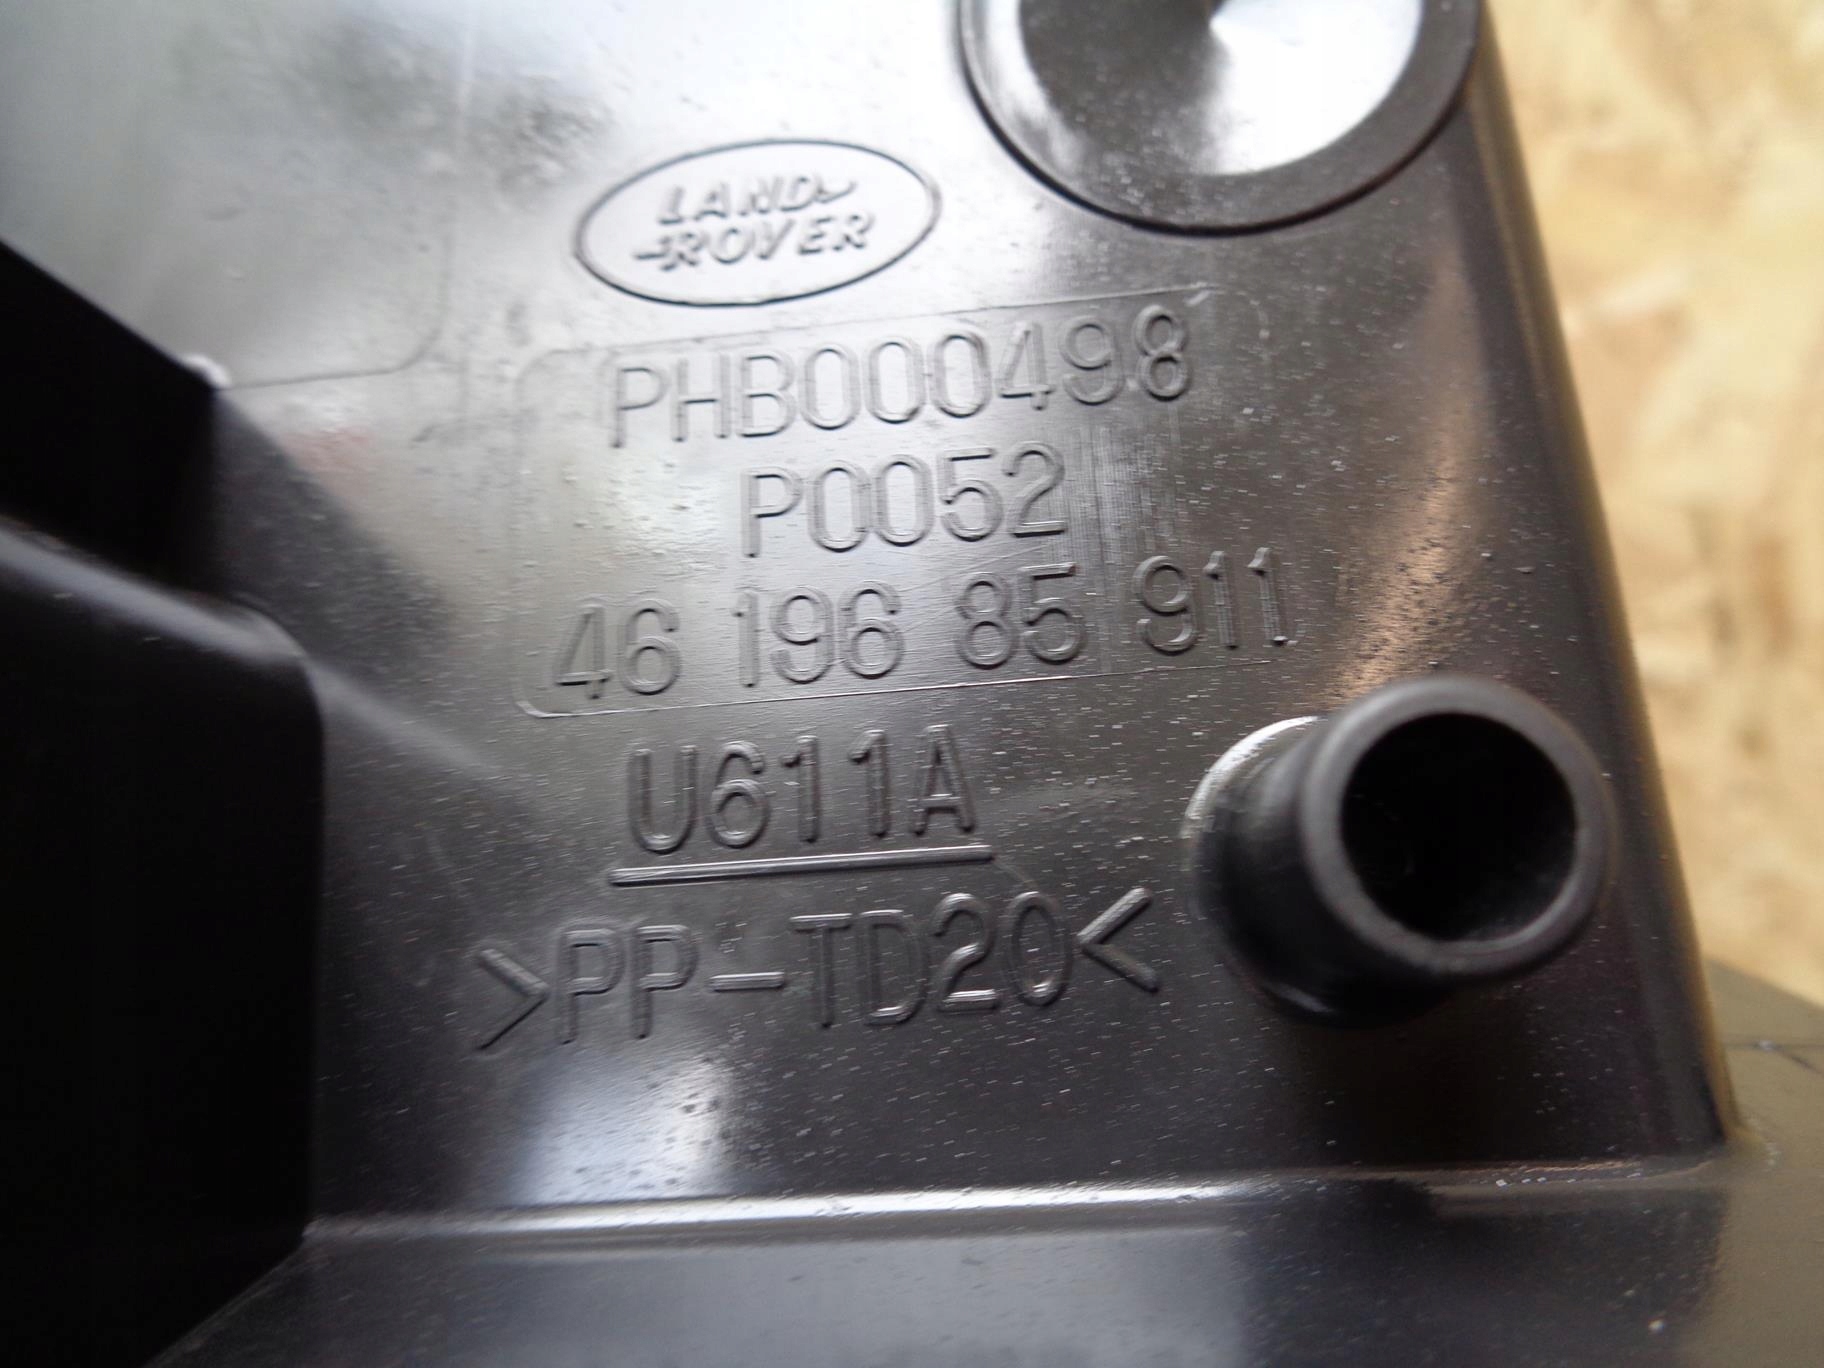 LAND
ROVER
PHB000498
P0052
46 196 85 911
U611A
>PP-TD20<